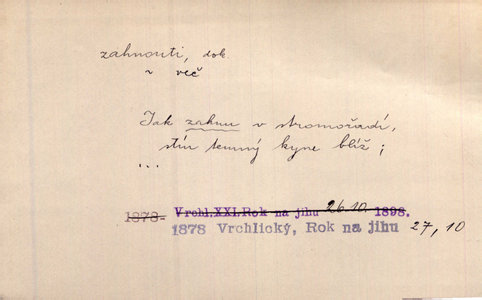 zahnouti, dok.
~ več
Jak zahnu v stromořadí,
stín temný kyne blíž;
...
1878. Vrchl.XXI.Rok na jihu 26.10 1898.
1878 Vrchlický, Rok na jihu 27, 10